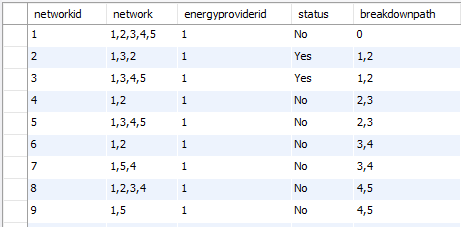 networkid network energyproviderid status breakdownpath
1 1,2,3,4,5 1 No 0
2 1,3,2 1 Yes 1,2
3 1,3,4,5 1 Yes 1,2
4 1,2 1 No 2,3
5 1,3,4,5 1 No 2,3
6 1,2 1 No 3,4
7 1,5,4 1 No 3,4
8 1,2,3,4 1 No 4,5
9 1,5 1 No 4,5